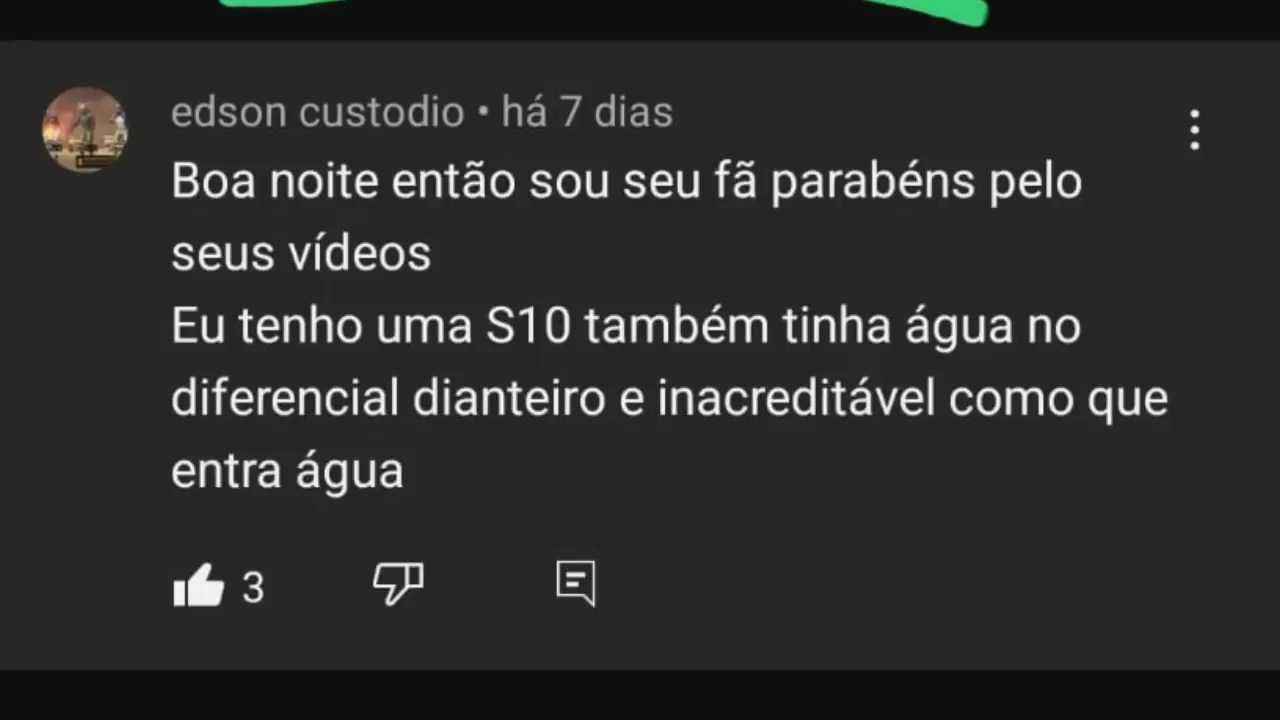 edson custodio • há 7 dias
Boa noite então sou seu fã parabéns pelo
seus vídeos
Eu tenho uma S10 também tinha água no
diferencial dianteiro e inacreditável como que
entra água
3